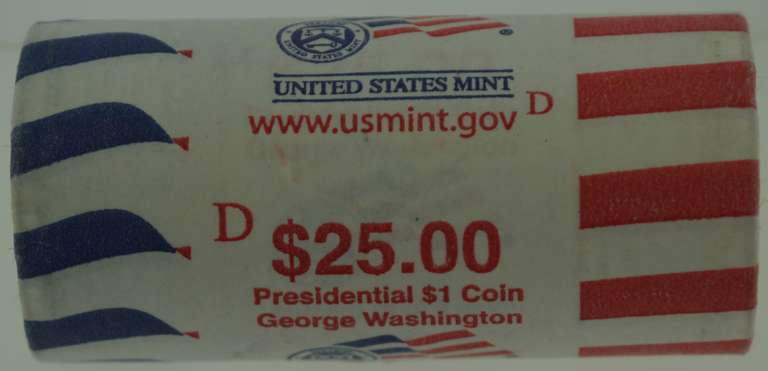 UNITED STATES MINT
www.usmint.gov D
D $25.00
Presidential $1 Coin
George Washington